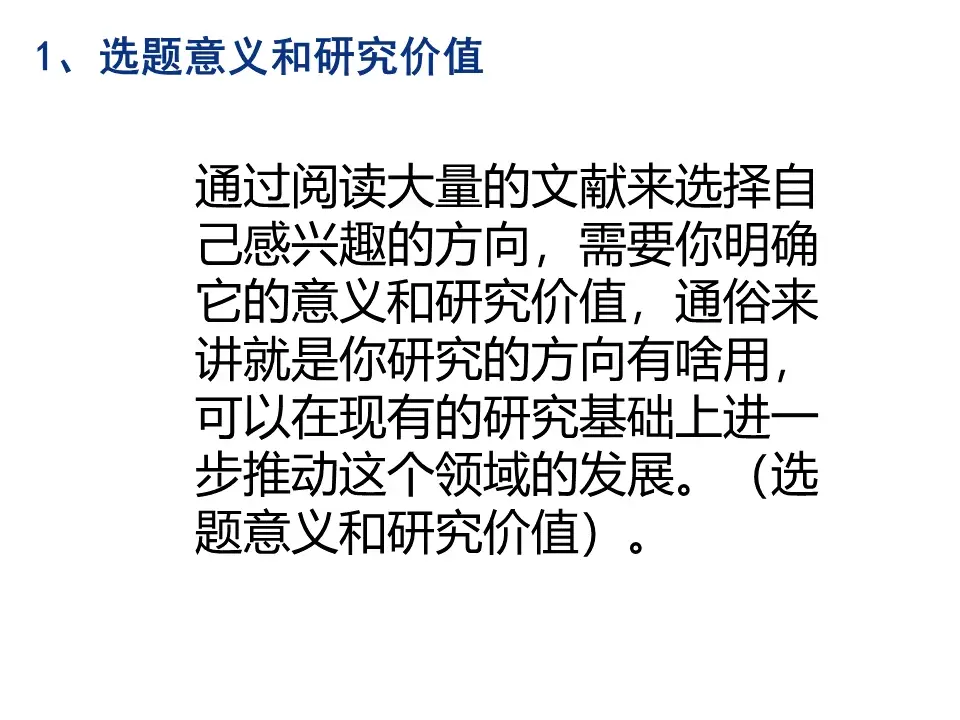 1、选题意义和研究价值
通过阅读大量的文献来选择自
己感兴趣的方向，需要你明确
它的意义和研究价值，通俗来
讲就是你研究的方向有啥用，
可以在现有的研究基础上进一
步推动这个领域的发展。（选
题意义和研究价值）。